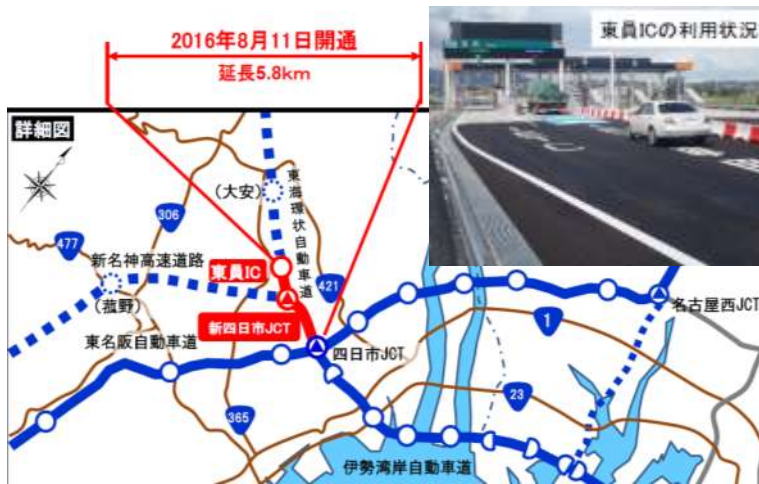 2016年8月11日開通
延長5.8km
東員ICの利用状況
詳細図
(大安)
東海環状自動車道
306
477
新名神高速道路
東員IC
421
(菰野)
新四日市JCT
名古屋西JCT
1
東名阪自動車道
四日市JCT
23
365
伊勢湾岸自動車道